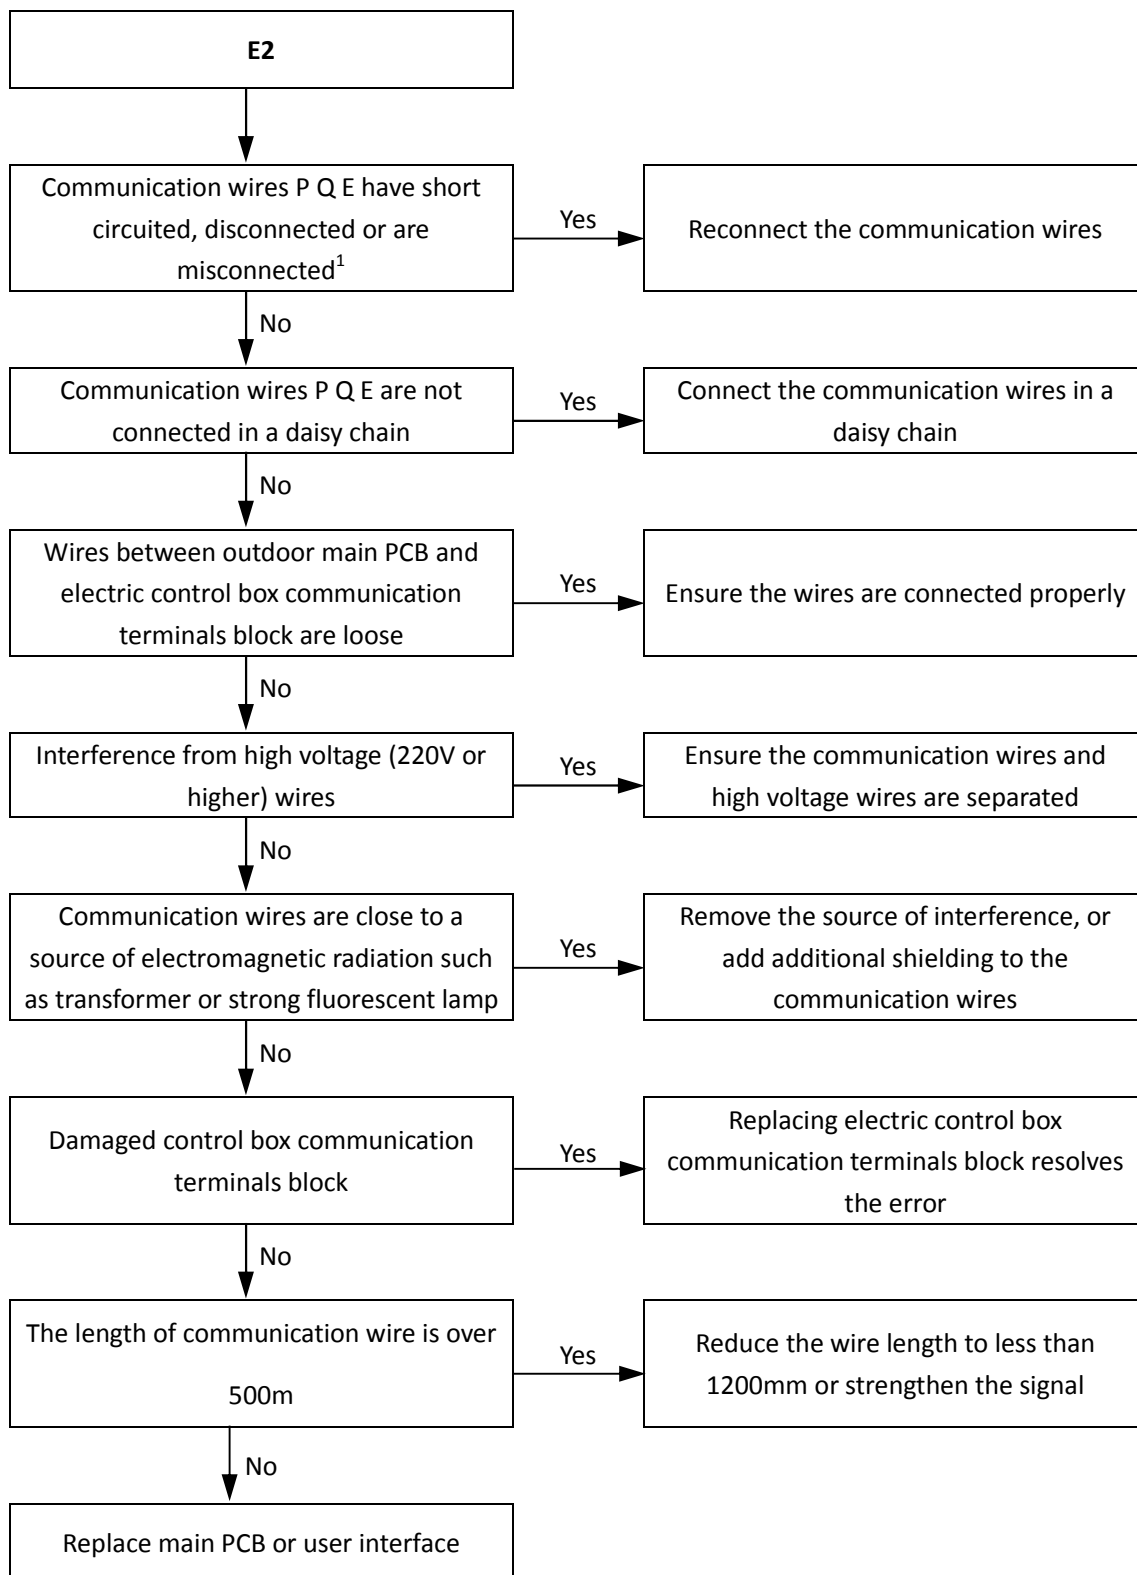 E2
Communication wires P Q E have short
circuited, disconnected or are
misconnected¹
Yes
Reconnect the communication wires
No
Communication wires P Q E are not
connected in a daisy chain
Yes
Connect the communication wires in a
daisy chain
No
Wires between outdoor main PCB and
electric control box communication
terminals block are loose
Yes
Ensure the wires are connected properly
No
Interference from high voltage (220V or
higher) wires
Yes
Ensure the communication wires and
high voltage wires are separated
No
Communication wires are close to a
source of electromagnetic radiation such
as transformer or strong fluorescent lamp
Yes
Remove the source of interference, or
add additional shielding to the
communication wires
No
Damaged control box communication
terminals block
Yes
Replacing electric control box
communication terminals block resolves
the error
No
The length of communication wire is over
500m
Yes
Reduce the wire length to less than
1200mm or strengthen the signal
No
Replace main PCB or user interface